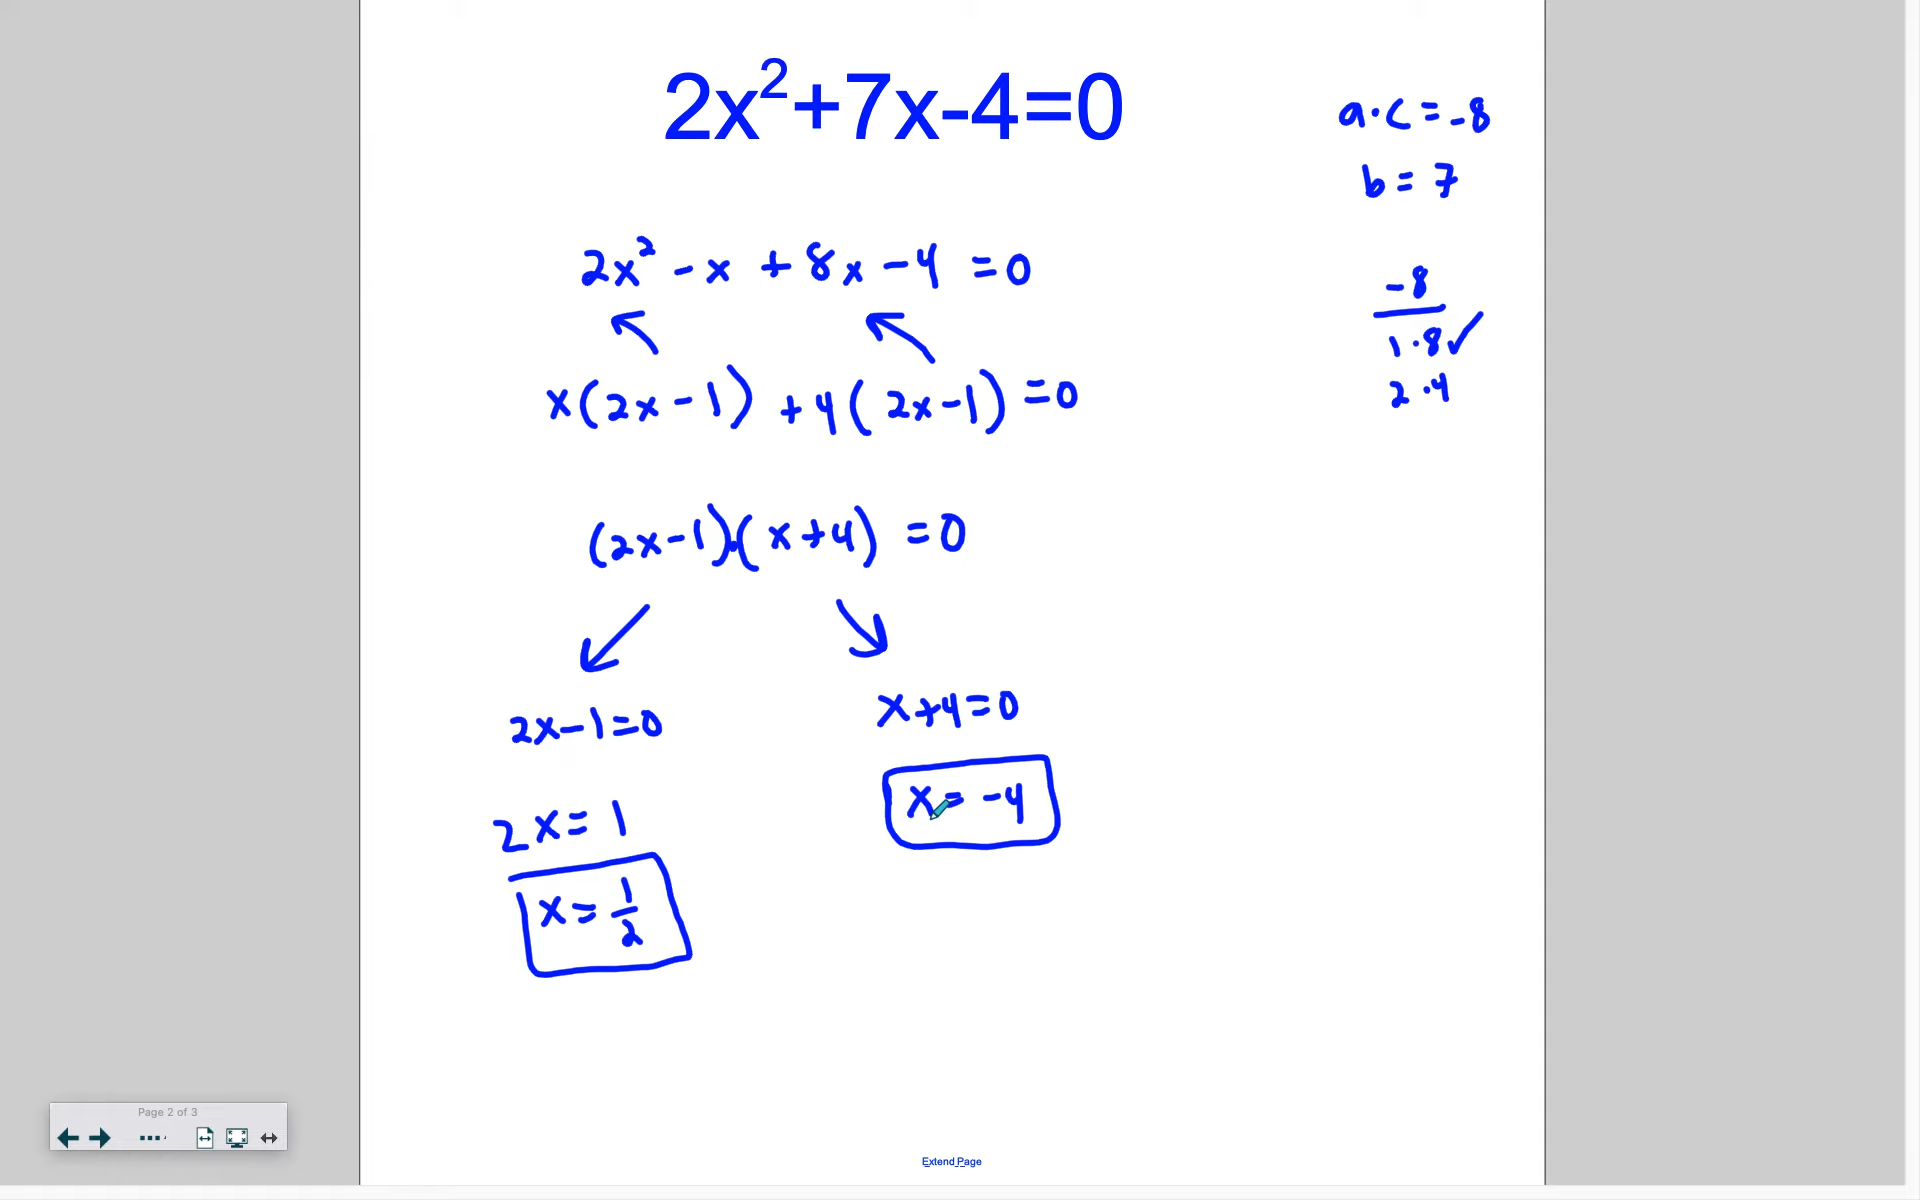 2x²+7x-4=0
a·c=-8
b=7
2x²-x+8x-4=0
-8
1·8✓
2·4
x(2x-1)+4(2x-1)=0
(2x-1)·(x+4)=0
2x-1=0
x+4=0
2x=1
x=-4
x=1/2
Page 2 of 3
Extend Page